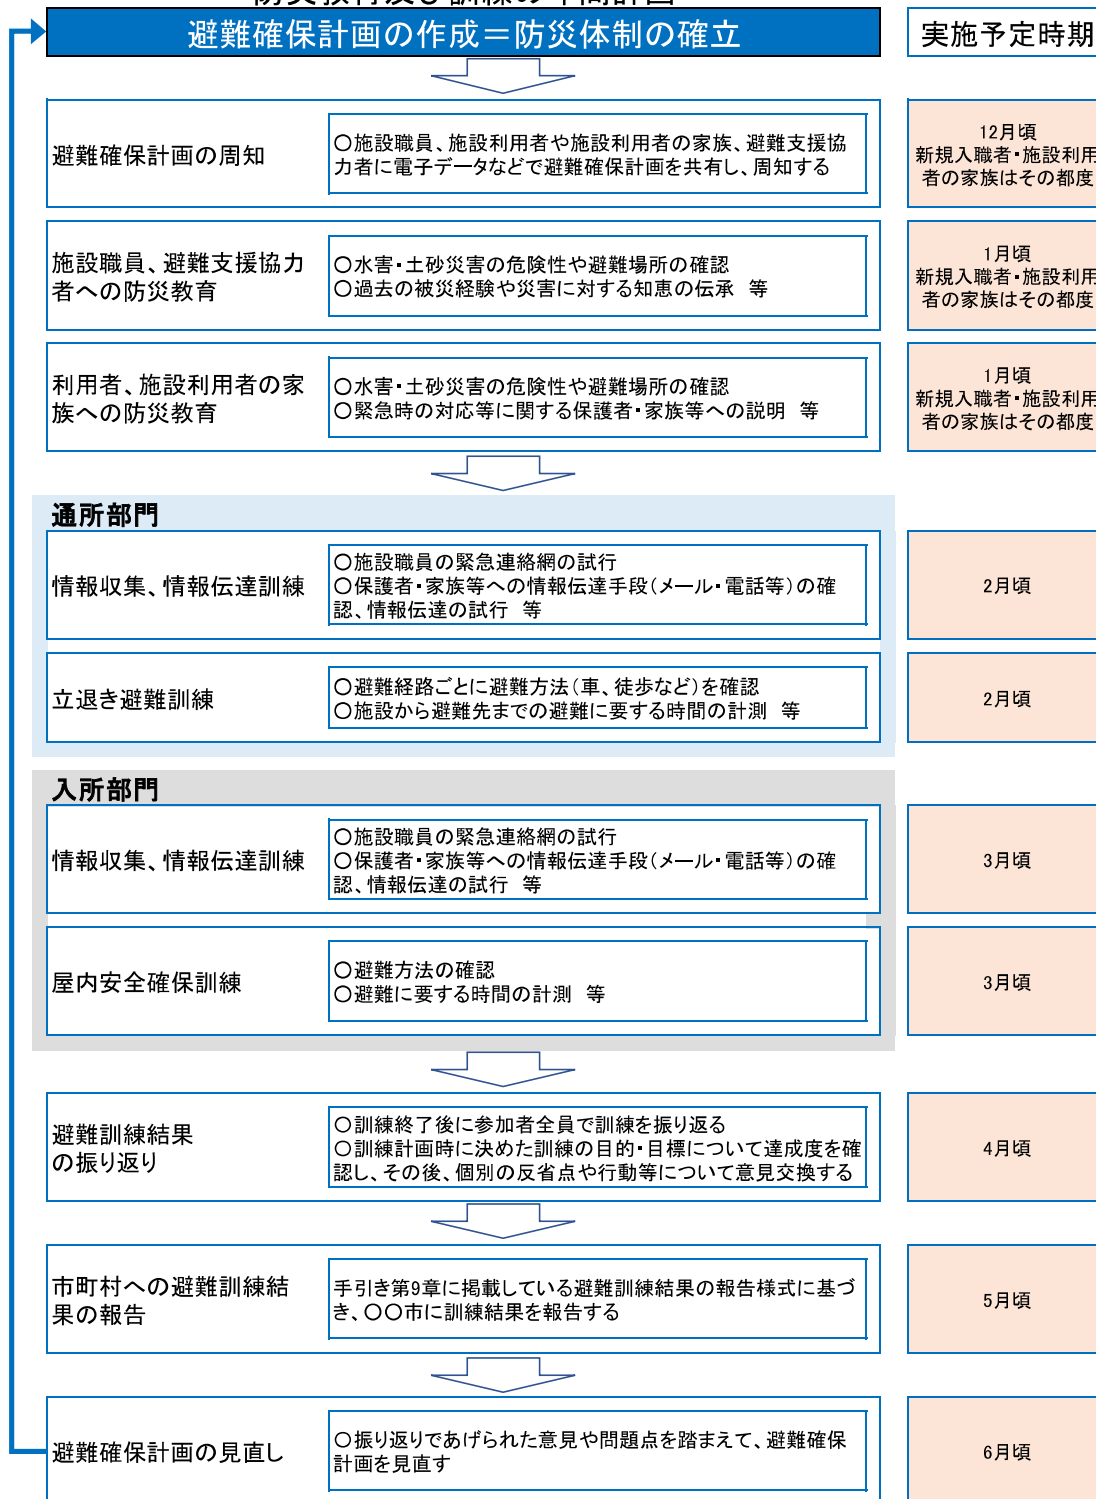 避難確保計画の作成＝防災体制の確立
実施予定時期
避難確保計画の周知
〇施設職員、施設利用者や施設利用者の家族、避難支援協
力者に電子データなどで避難確保計画を共有し、周知する
12月頃
新規入職者・施設利用
者の家族はその都度
施設職員、避難支援協力
者への防災教育
〇水害・土砂災害の危険性や避難場所の確認
〇過去の被災経験や災害に対する知恵の伝承　等
1月頃
新規入職者・施設利用
者の家族はその都度
利用者、施設利用者の家
族への防災教育
〇水害・土砂災害の危険性や避難場所の確認
〇緊急時の対応等に関する保護者・家族等への説明　等
1月頃
新規入職者・施設利用
者の家族はその都度
通所部門
情報収集、情報伝達訓練
〇施設職員の緊急連絡網の試行
〇保護者・家族等への情報伝達手段（メール・電話等）の確
認、情報伝達の試行　等
2月頃
立退き避難訓練
〇避難経路ごとに避難方法（車、徒歩など）を確認
〇施設から避難先までの避難に要する時間の計測　等
2月頃
入所部門
情報収集、情報伝達訓練
〇施設職員の緊急連絡網の試行
〇保護者・家族等への情報伝達手段（メール・電話等）の確
認、情報伝達の試行　等
3月頃
屋内安全確保訓練
〇避難方法の確認
〇避難に要する時間の計測　等
3月頃
避難訓練結果
の振り返り
〇訓練終了後に参加者全員で訓練を振り返る
〇訓練計画時に決めた訓練の目的・目標について達成度を確
認し、その後、個別の反省点や行動等について意見交換する
4月頃
市町村への避難訓練結
果の報告
手引き第9章に掲載している避難訓練結果の報告様式に基づ
き、〇〇市に訓練結果を報告する
5月頃
避難確保計画の見直し
〇振り返りであげられた意見や問題点を踏まえて、避難確保
計画を見直す
6月頃